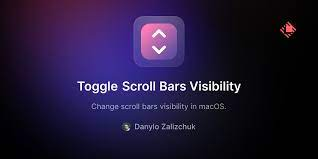 Toggle Scroll Bars Visibility
Change scroll bars visibility in macOS.
Danylo Zalizchuk